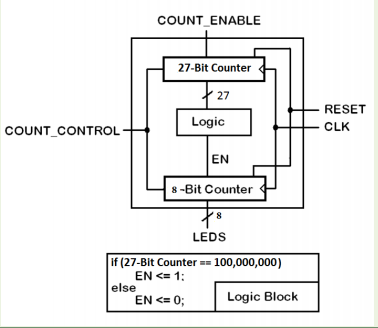 COUNT_ENABLE
27-Bit Counter
27
Logic
RESET
CLK
COUNT_CONTROL
EN
8 -Bit Counter
8
LEDS
if (27-Bit Counter == 100,000,000)
EN <= 1;
else
EN <= 0;
Logic Block